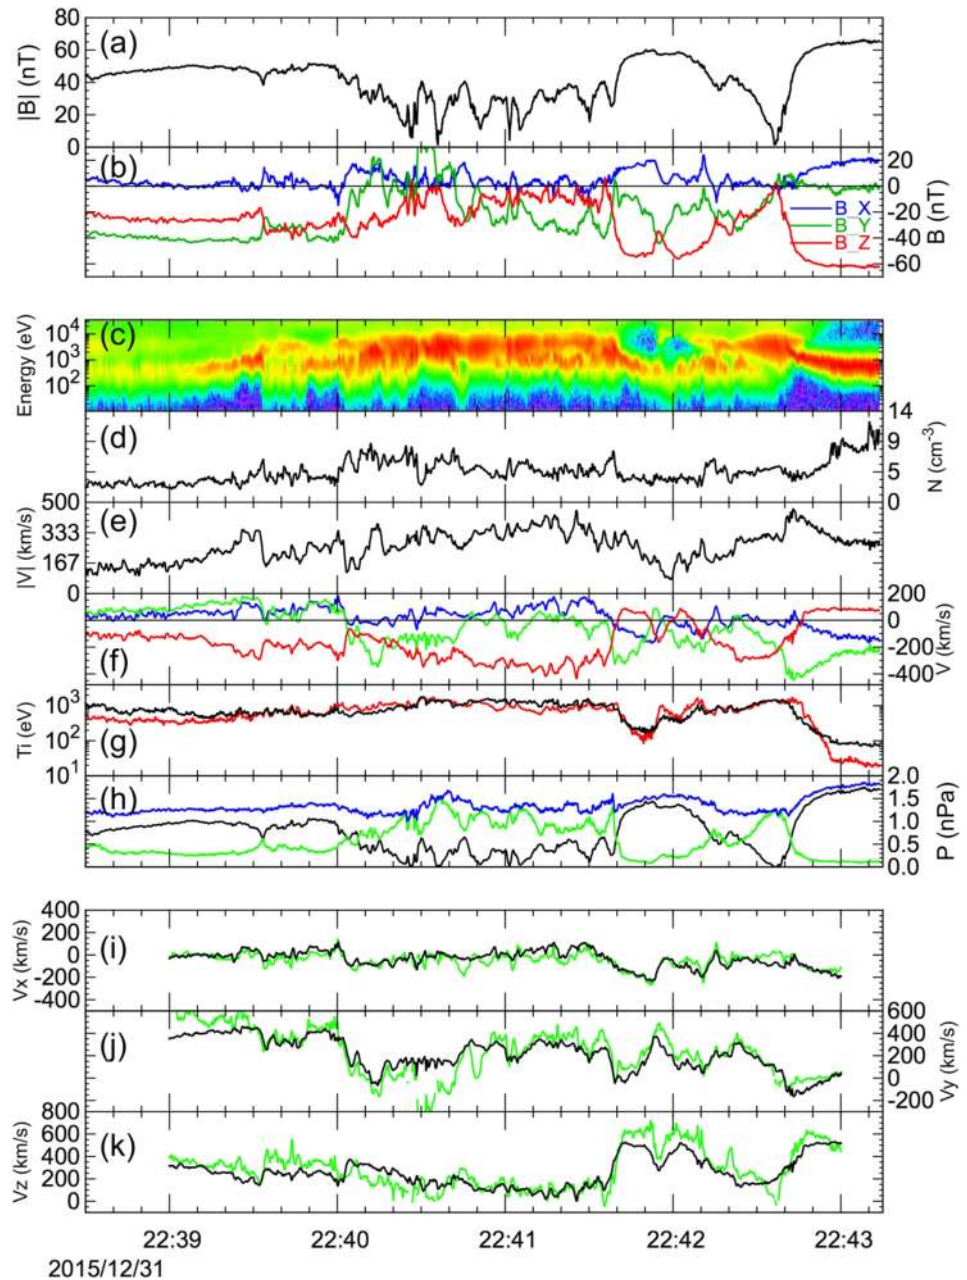 (a)
|B| (nT)
80
60
40
20
0
(b)
20
0
-20
-40
-60
B (nT)
B_X
B_Y
B_Z
(c)
Energy (eV)
10⁴
10³
10²
(d)
14
9
5
0
N (cm⁻³)
(e)
|V| (km/s)
500
333
167
0
(f)
200
0
-200
-400
V (km/s)
(g)
Ti (eV)
10³
10²
10¹
(h)
2.0
1.5
1.0
0.5
0.0
P (nPa)
(i)
Vx (km/s)
400
200
0
-200
-400
(j)
600
400
200
0
-200
Vy (km/s)
(k)
Vz (km/s)
800
600
400
200
0
22:39 22:40 22:41 22:42 22:43
2015/12/31